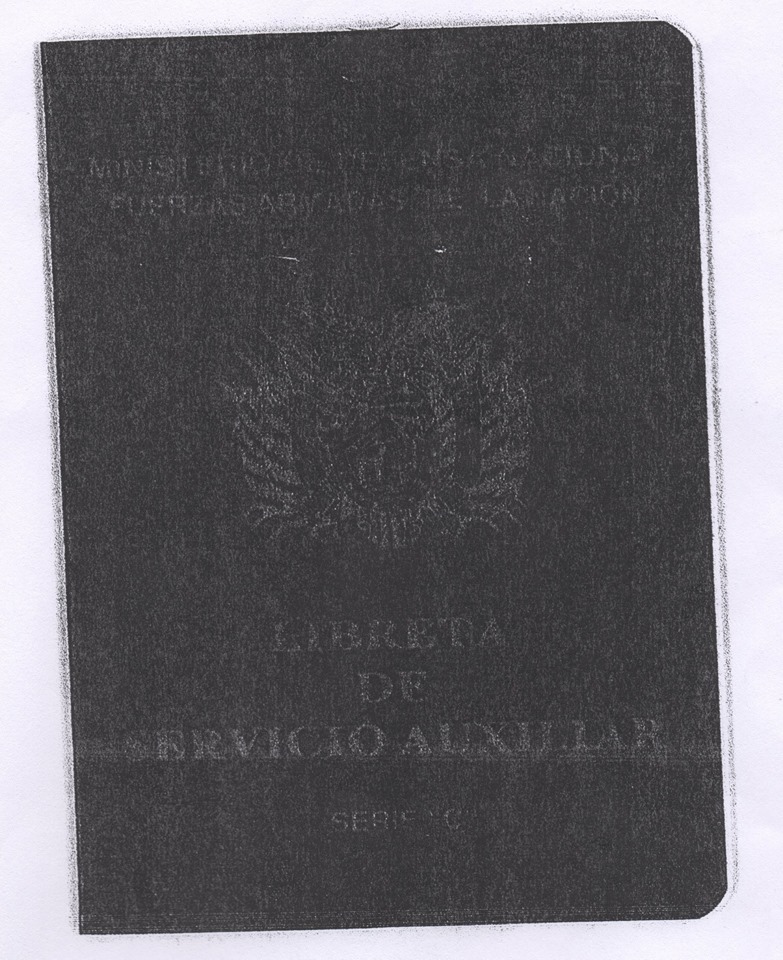 MINISTERIO DE DEFENSA NACIONAL
FUERZAS ARMADAS DE LA NACION
LIBRETA
DE
SERVICIO AUXILIAR
SERIE "C"